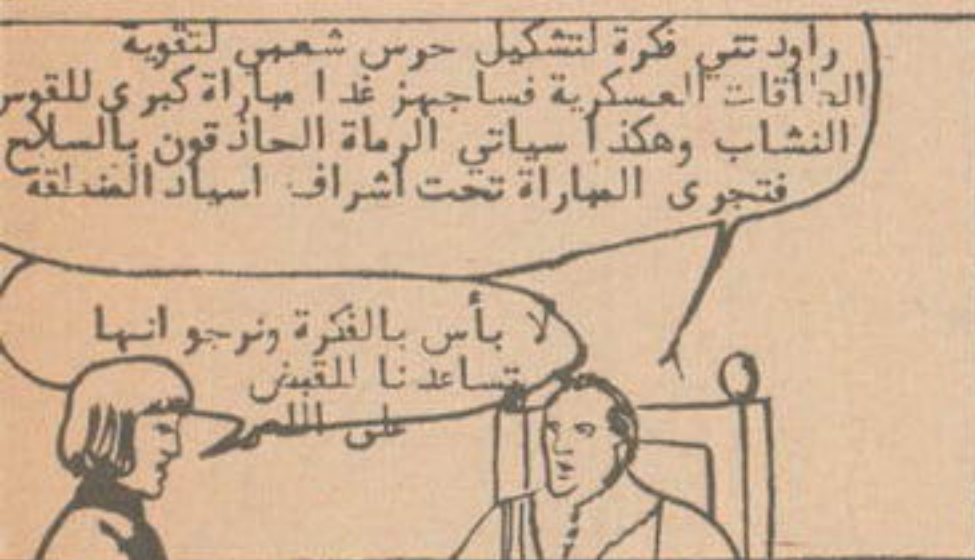 راودتني فكرة لتشكيل حرس شعبي لتقوية
الطاقات العسكرية فساجهز غدا مباراة كبرى للقوس
النشاب وهكذا سياتي الرماة الحاذقون بالسلاح
فتجرى المباراة تحت اشراف اسياد المنطقة
لا بأس بالفكرة ونرجو انها
تساعدنا للقبض
على اللص